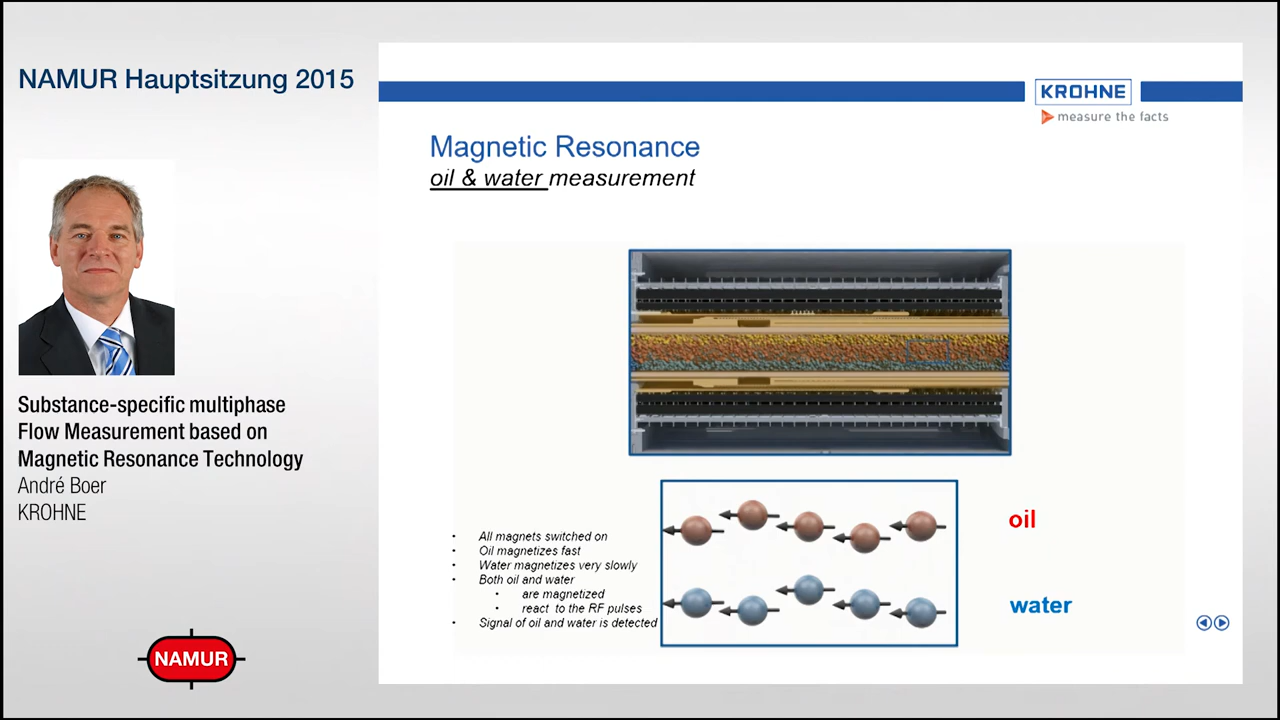 NAMUR Hauptsitzung 2015
KROHNE
measure the facts
Magnetic Resonance
oil & water measurement
Substance-specific multiphase
Flow Measurement based on
Magnetic Resonance Technology
André Boer
KROHNE
• All magnets switched on
• Oil magnetizes fast
• Water magnetizes very slowly
• Both oil and water
• are magnetized
• react to the RF pulses
• Signal of oil and water is detected
oil
water
NAMUR